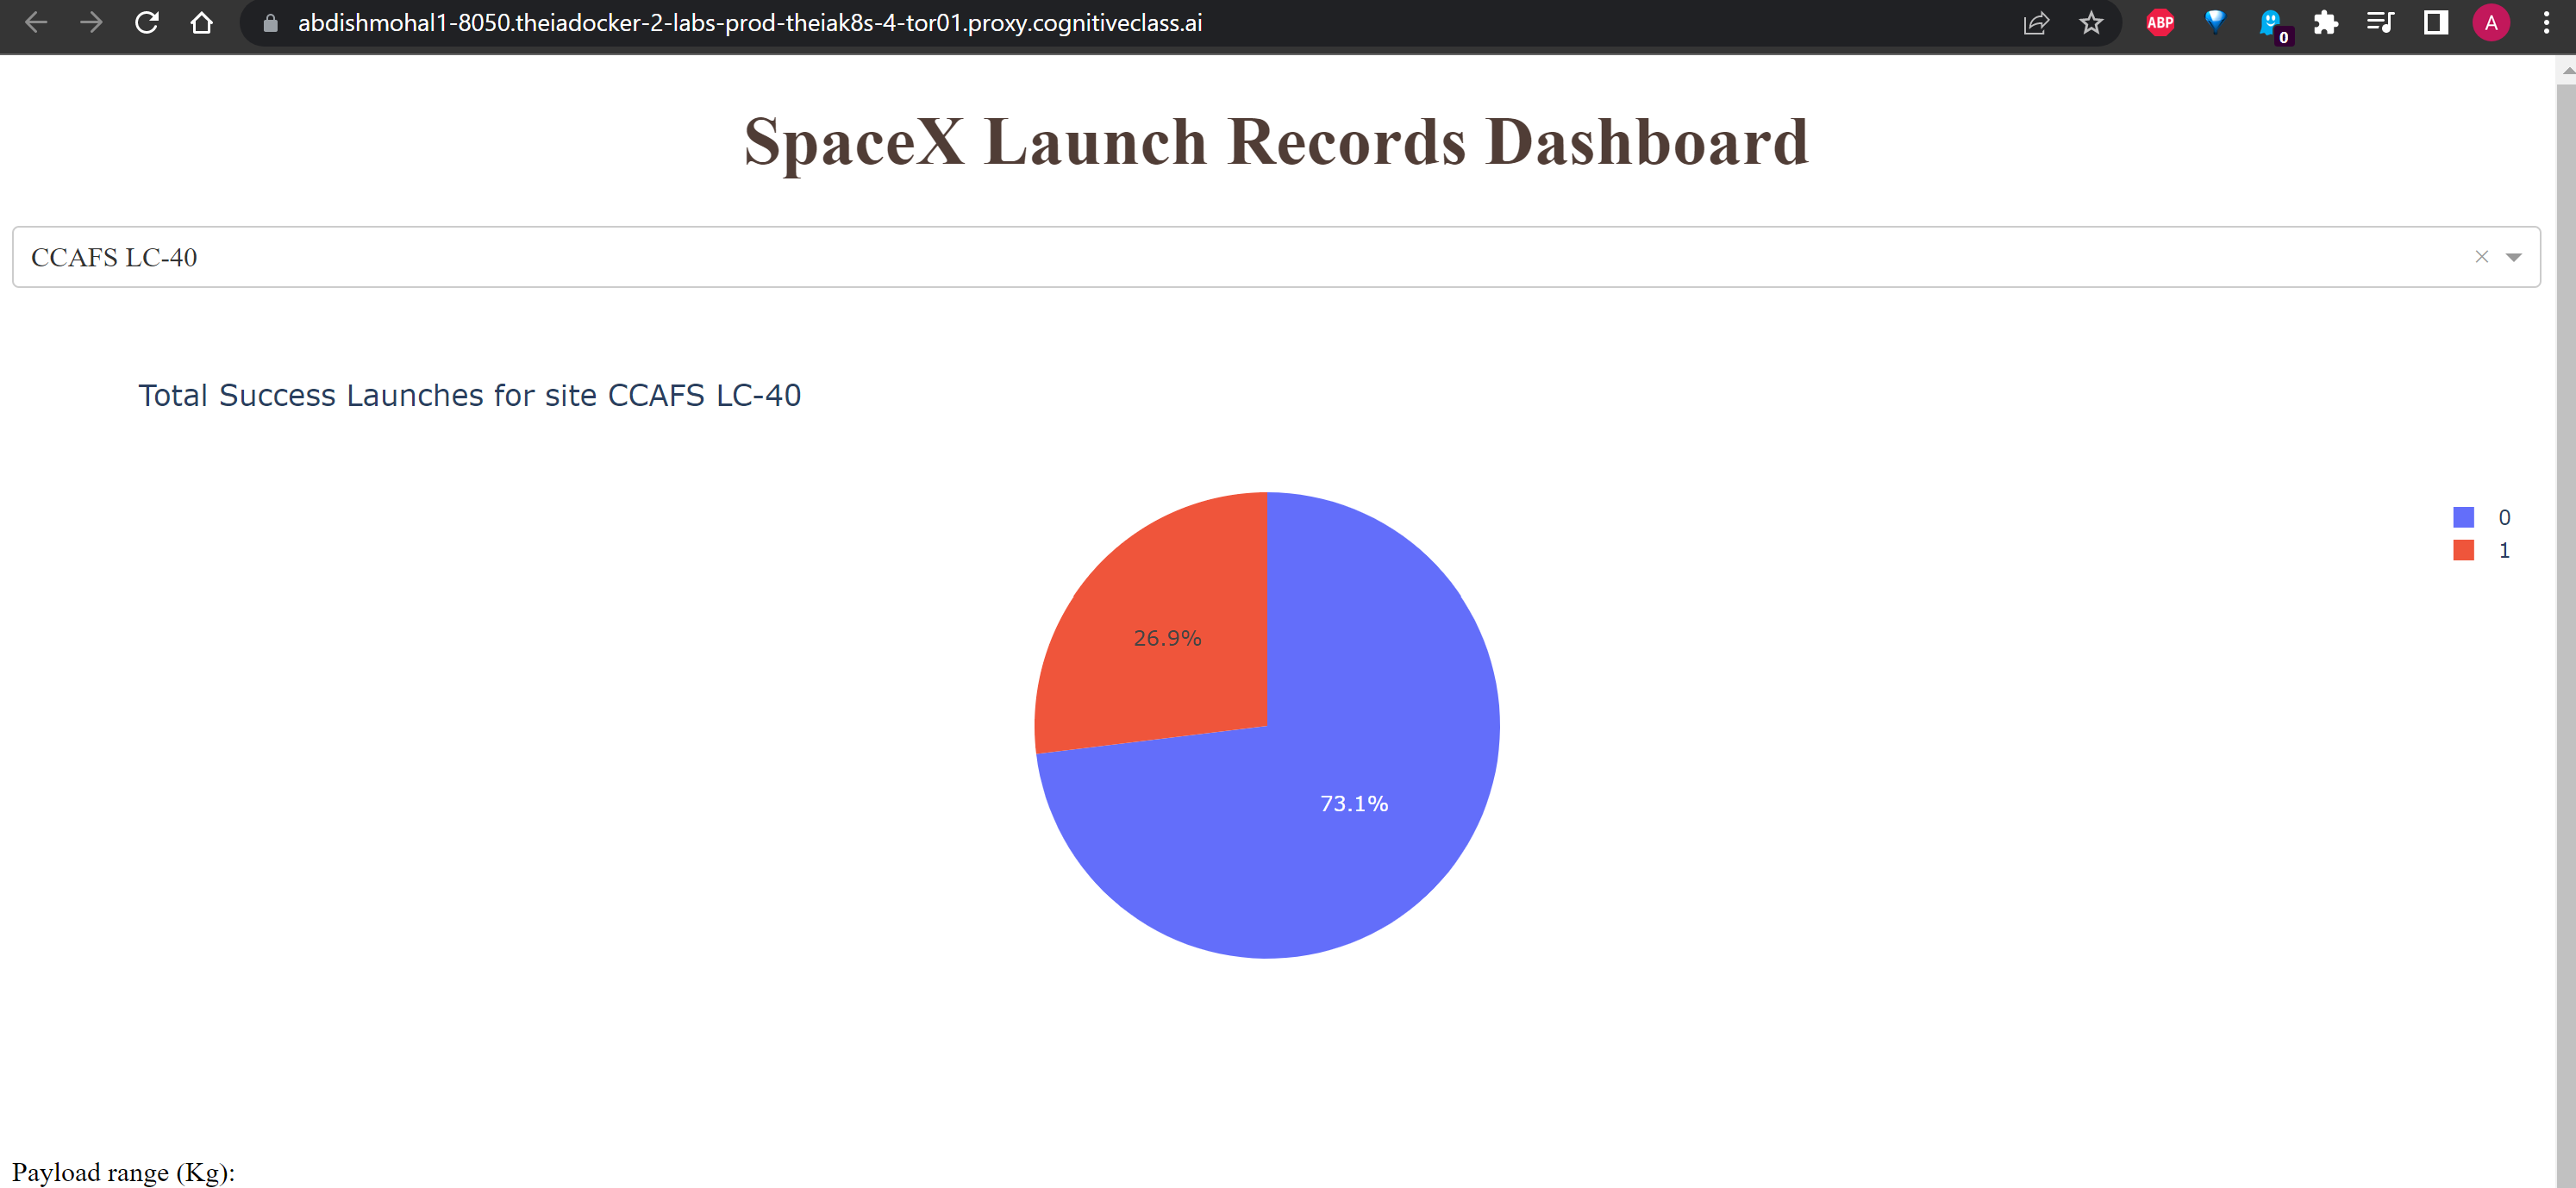 abdishmohal1-8050.theiadocker-2-labs-prod-theiak8s-4-tor01.proxy.cognitiveclass.ai
ABP
0
A
SpaceX Launch Records Dashboard
CCAFS LC-40
Total Success Launches for site CCAFS LC-40
0
1
26.9%
73.1%
Payload range (Kg):